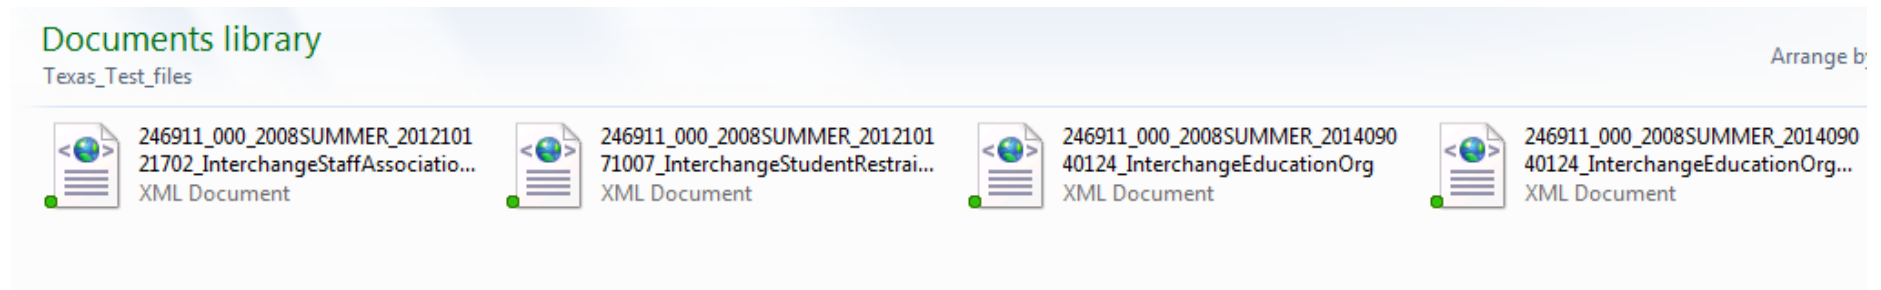 Documents library
Texas_Test_files
Arrange by
246911_000_2008SUMMER_2012101
21702_InterchangeStaffAssociatio...
XML Document
246911_000_2008SUMMER_2012101
71007_InterchangeStudentRestrai...
XML Document
246911_000_2008SUMMER_2014090
40124_InterchangeEducationOrg
XML Document
246911_000_2008SUMMER_2014090
40124_InterchangeEducationOrg...
XML Document